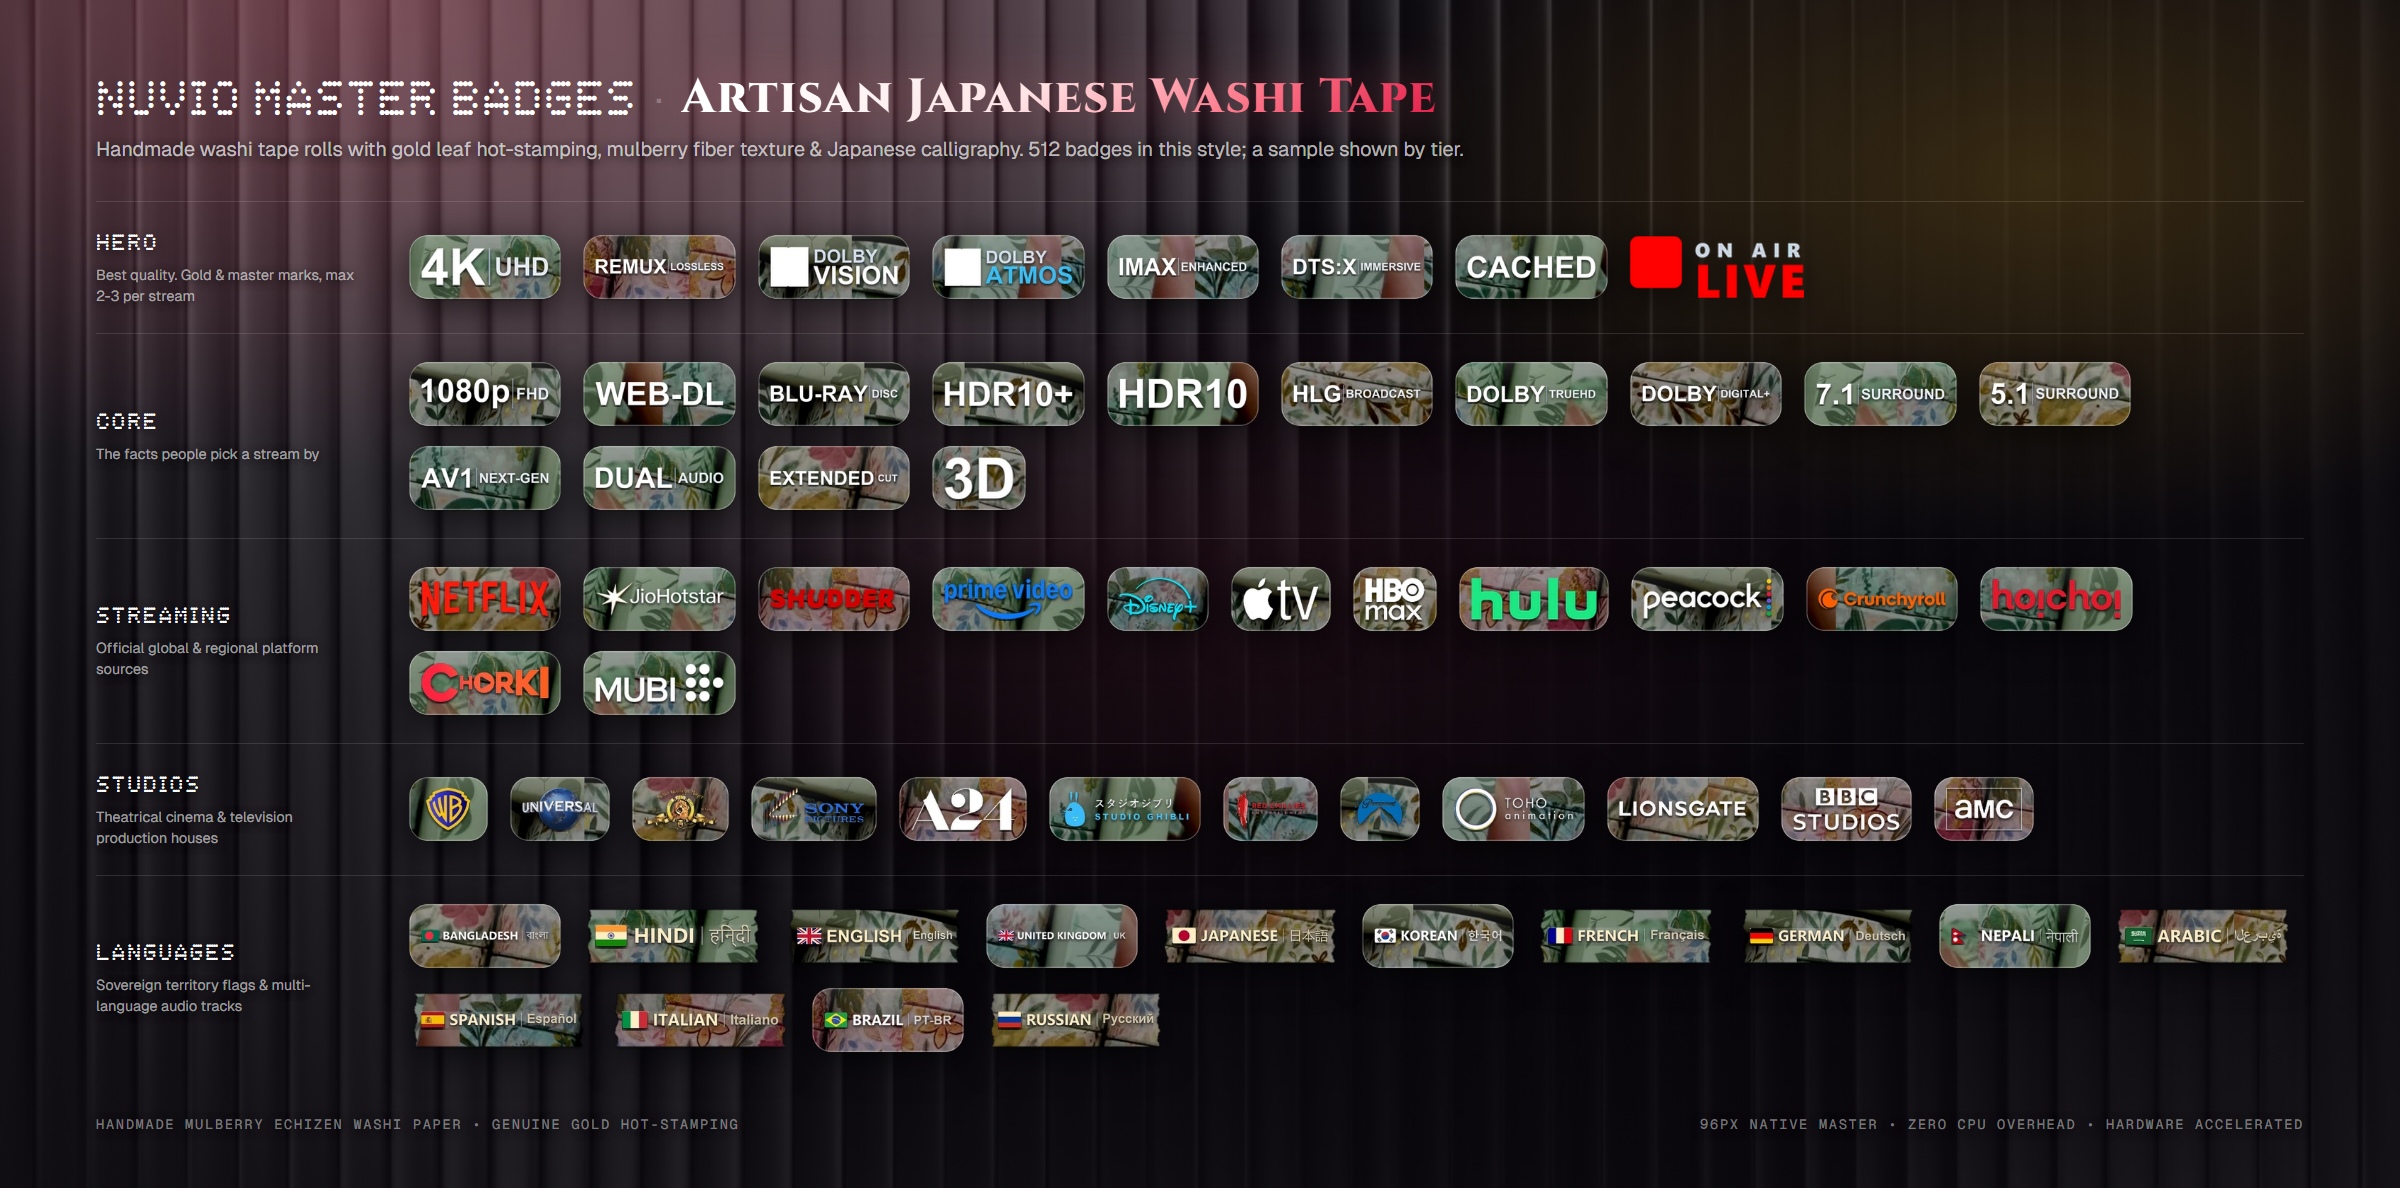 NUVIO MASTER BADGES · ARTISAN JAPANESE WASHI TAPE
Handmade washi tape rolls with gold leaf hot-stamping, mulberry fiber texture & Japanese calligraphy. 512 badges in this style; a sample shown by tier.
HERO
Best quality. Gold & master marks, max
2-3 per stream
4K UHD
REMUX LOSSLESS
DOLBY
VISION
DOLBY
ATMOS
IMAX ENHANCED
DTS:X IMMERSIVE
CACHED
ON AIR
LIVE
CORE
The facts people pick a stream by
1080p FHD
WEB-DL
BLU-RAY DISC
HDR10+
HDR10
HLG BROADCAST
DOLBY TRUEHD
DOLBY DIGITAL+
7.1 SURROUND
5.1 SURROUND
AV1 NEXT-GEN
DUAL AUDIO
EXTENDED CUT
3D
STREAMING
Official global & regional platform
sources
NETFLIX
JioHotstar
SHUDDER
prime video
Disney+
tv
HBO
max
hulu
peacock
Crunchyroll
hoichoi
CHORKI
MUBI
STUDIOS
Theatrical cinema & television
production houses
WB
UNIVERSAL
SONY
PICTURES
A24
スタジオジブリ
STUDIO GHIBLI
TOHO
animation
LIONSGATE
BBC
STUDIOS
aMC
LANGUAGES
Sovereign territory flags & multi-
language audio tracks
BANGLADESH বাংলা
HINDI हिन्दी
ENGLISH English
UNITED KINGDOM UK
JAPANESE 日本語
KOREAN 한국어
FRENCH Français
GERMAN Deutsch
NEPALI नेपाली
ARABIC
SPANISH Español
ITALIAN Italiano
BRAZIL PT-BR
RUSSIAN Русский
HANDMADE MULBERRY ECHIZEN WASHI PAPER • GENUINE GOLD HOT-STAMPING
96PX NATIVE MASTER • ZERO CPU OVERHEAD • HARDWARE ACCELERATED